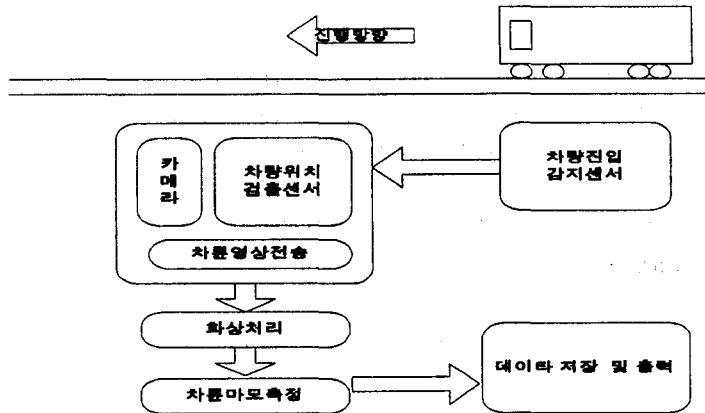 진행방향
카
메
라
차량위치
검출센서
차량진입
감지센서
차륜영상전송
화상처리
차륜마모측정
데이타 저장 및 출력